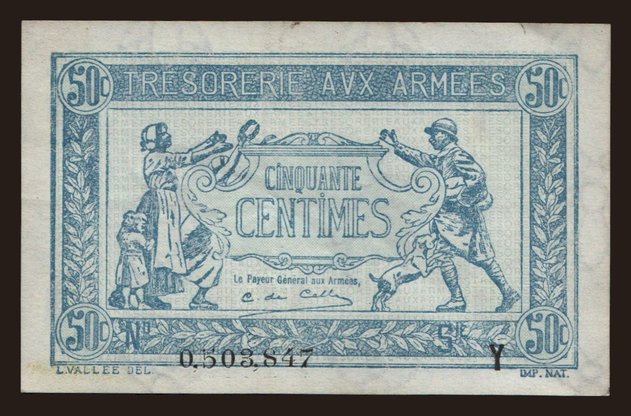 50c TRESORERIE AVX ARMEES 50c
CINQUANTE
CENTIMES
Le Payeur Général aux Armées,
50c No 0,503,847 SIE Y 50c
L.VALLEE DEL. IMP. NAT.